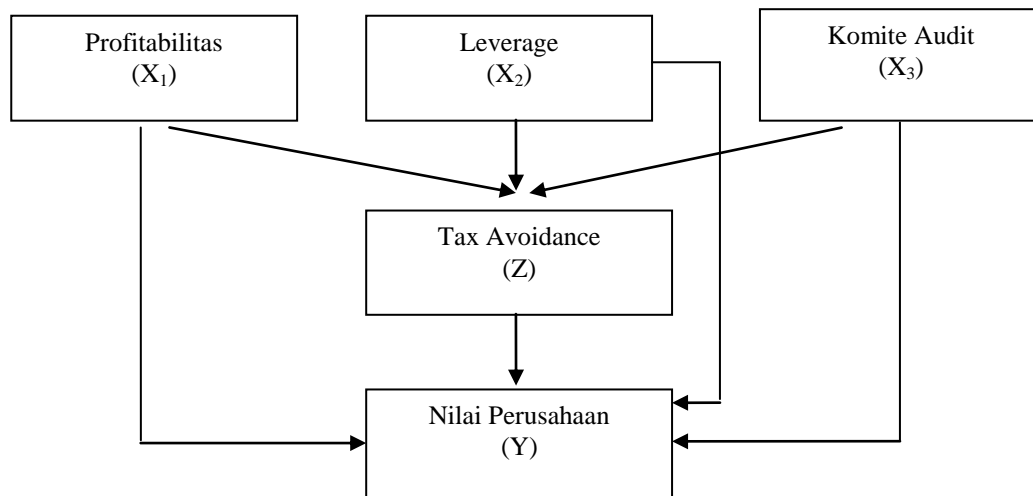 Profitabilitas
(X₁)
Leverage
(X₂)
Komite Audit
(X₃)
Tax Avoidance
(Z)
Nilai Perusahaan
(Y)